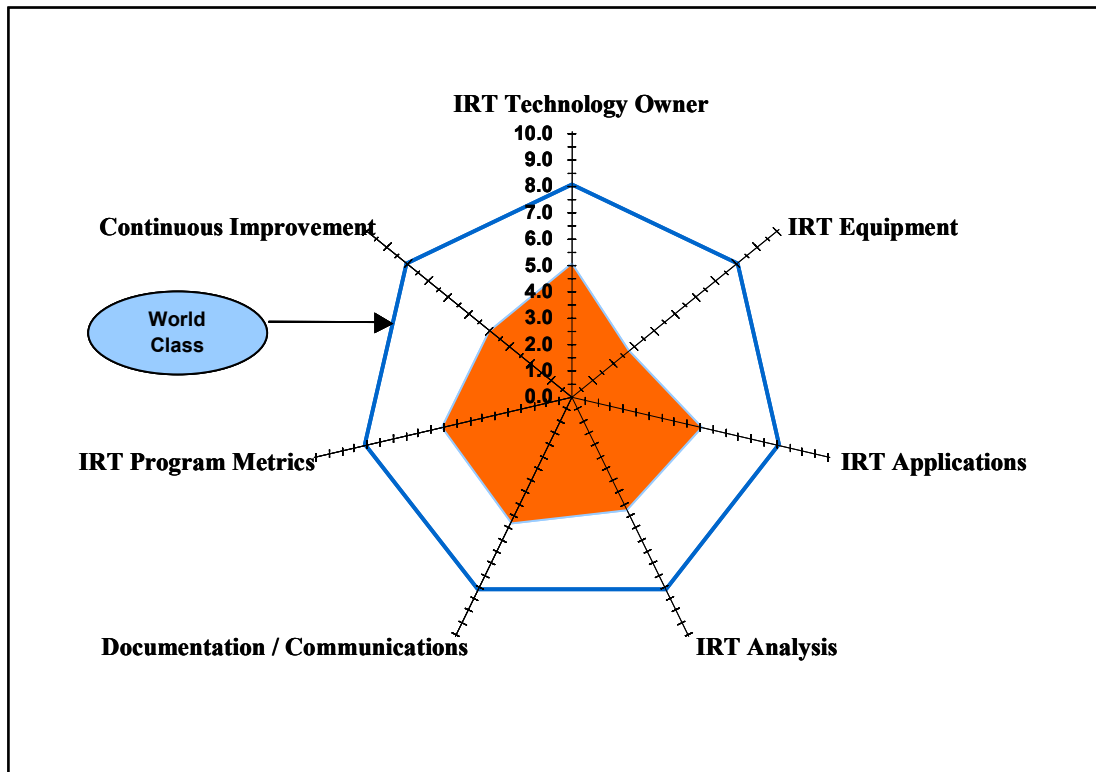 IRT Technology Owner
10.0
9.0
8.0
7.0
6.0
5.0
4.0
3.0
2.0
1.0
0.0
Continuous Improvement
IRT Equipment
World
Class
IRT Program Metrics
IRT Applications
Documentation / Communications
IRT Analysis